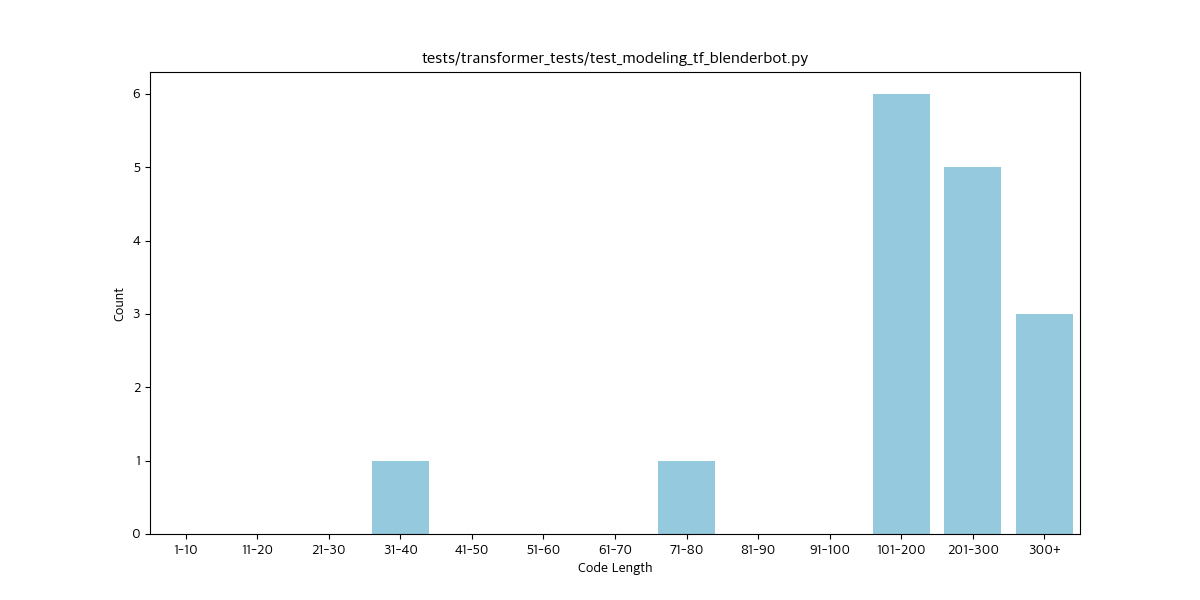 tests/transformer_tests/test_modeling_tf_blenderbot.py
6
5
4
3
2
1
0
Count
1-10 11-20 21-30 31-40 41-50 51-60 61-70 71-80 81-90 91-100 101-200 201-300 300+
Code Length